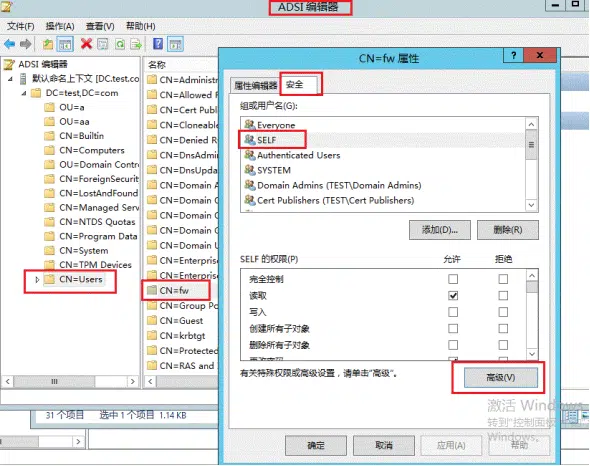 ADSI 编辑器
文件(F) 操作(A) 查看(V) 帮助(H)
ADSI 编辑器
默认命名上下文 [DC.test.co
DC=test,DC=com
OU=a
OU=aa
CN=Builtin
CN=Computers
OU=Domain Contro
CN=ForeignSecurity
CN=LostAndFound
CN=Managed Serv
CN=NTDS Quotas
CN=Program Data
CN=System
CN=TPM Devices
CN=Users
名称
CN=Administr
CN=Allowed R
CN=Cert Publis
CN=Cloneable
CN=Denied R
CN=DnsAdmin
CN=DnsUpda
CN=Domain A
CN=Domain C
CN=Domain C
CN=Domain G
CN=Domain U
CN=Enterprise
CN=Enterprise
CN=fw
CN=Group Po
CN=Guest
CN=krbtgt
CN=Protected
CN=RAS and
31 个项目 选中 1 个项目 1.14 KB
CN=fw 属性
? x
属性编辑器 安全
组或用户名(G):
Everyone
SELF
Authenticated Users
SYSTEM
Domain Admins (TEST\Domain Admins)
Cert Publishers (TEST\Cert Publishers)
添加(D)... 删除(R)
SELF 的权限(P) 允许 拒绝
完全控制
读取
写入
创建所有子对象
删除所有子对象
更改密码
有关特殊权限或高级设置，请单击“高级”。
高级(V)
激活 Windows
转到"控制面板
Windows。
确定 取消 应用(A) 帮助